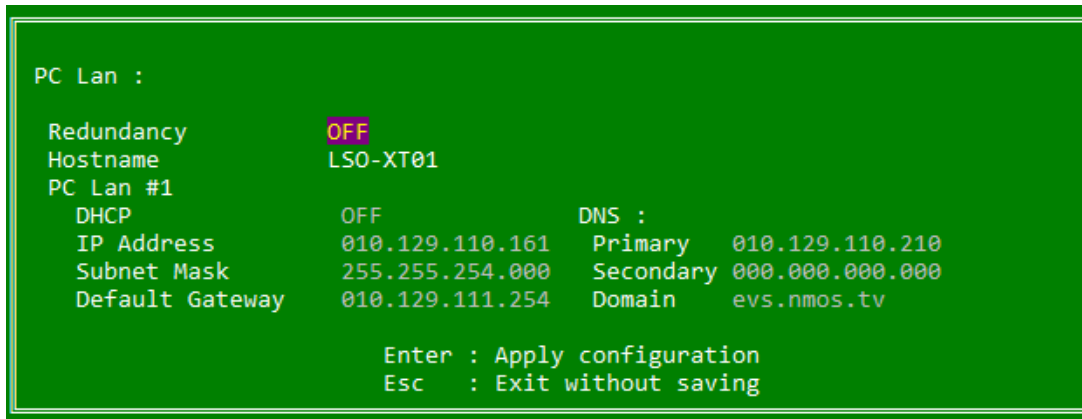 PC Lan :
Redundancy OFF
Hostname LSO-XT01
PC Lan #1
DHCP OFF DNS :
IP Address 010.129.110.161 Primary 010.129.110.210
Subnet Mask 255.255.254.000 Secondary 000.000.000.000
Default Gateway 010.129.111.254 Domain evs.nmos.tv
Enter : Apply configuration
Esc : Exit without saving